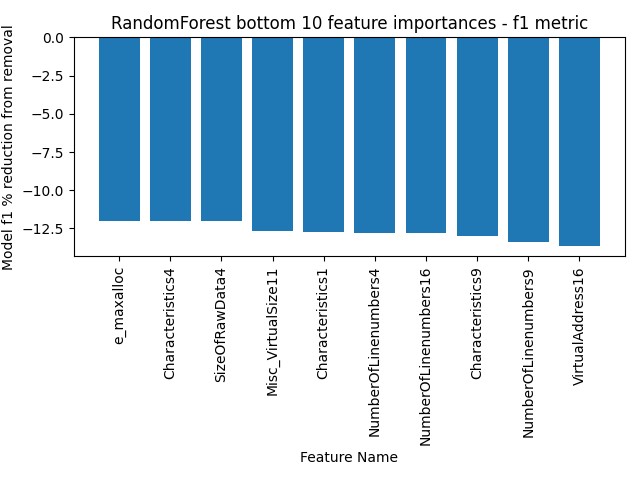 RandomForest bottom 10 feature importances - f1 metric
Model f1 % reduction from removal
0.0
−2.5
−5.0
−7.5
−10.0
−12.5
e_maxalloc
Characteristics4
SizeOfRawData4
Misc_VirtualSize11
Characteristics1
NumberOfLinenumbers4
NumberOfLinenumbers16
Characteristics9
NumberOfLinenumbers9
VirtualAddress16
Feature Name